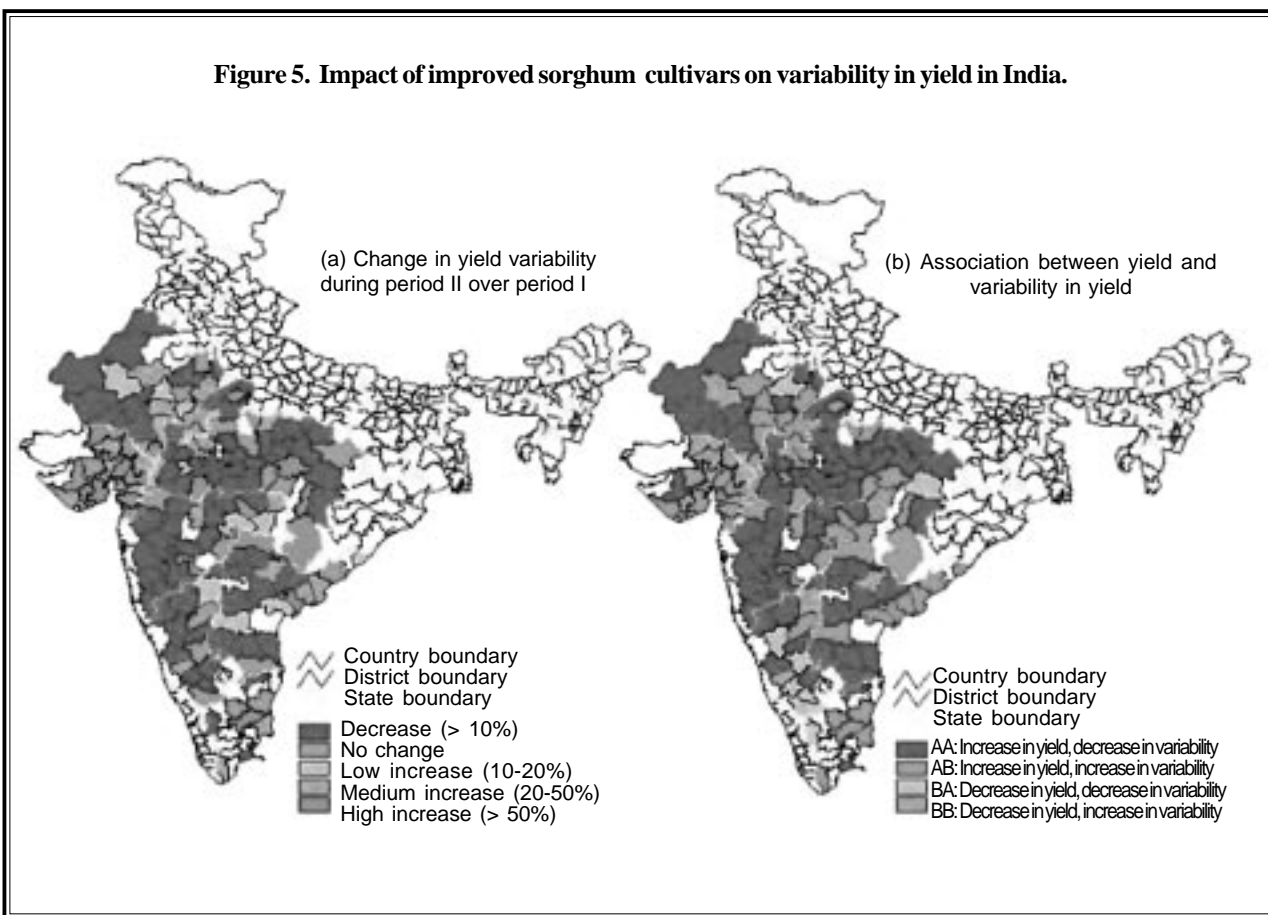 Figure 5. Impact of improved sorghum cultivars on variability in yield in India.
(a) Change in yield variability
during period II over period I
Country boundary
District boundary
State boundary
Decrease (> 10%)
No change
Low increase (10-20%)
Medium increase (20-50%)
High increase (> 50%)
(b) Association between yield and
variability in yield
Country boundary
District boundary
State boundary
AA: Increase in yield, decrease in variability
AB: Increase in yield, increase in variability
BA: Decrease in yield, decrease in variability
BB: Decrease in yield, increase in variability